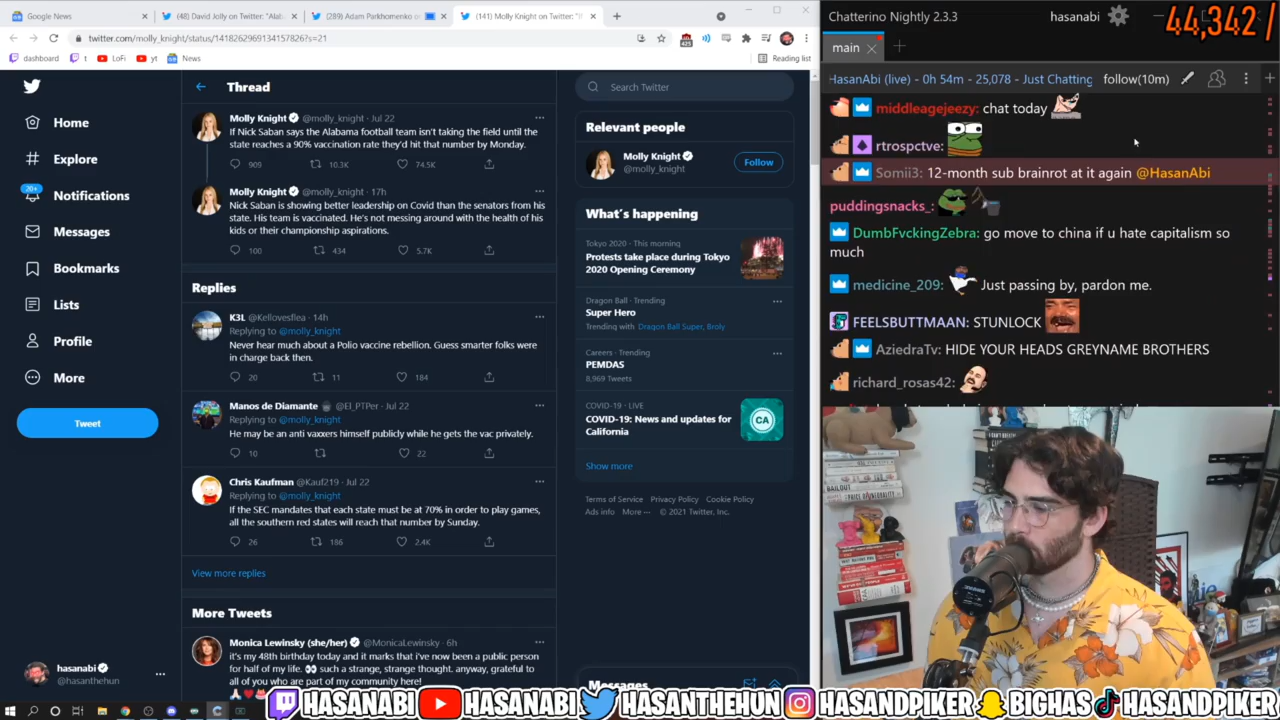 Google News
(48) David Jolly on Twitter: "Alab
(289) Adam Parkhomenko o
(141) Molly Knight on Twitter: "If
twitter.com/molly_knight/status/1418262969134157826?s=21
dashboard
t
LoFi
yt
News
Reading list
Home
Explore
20+
Notifications
Messages
Bookmarks
Lists
Profile
More
Tweet
hasanabi
@hasanthehun
Thread
Molly Knight @molly_knight · Jul 22
If Nick Saban says the Alabama football team isn't taking the field until the
state reaches a 90% vaccination rate they'd hit that number by Monday.
909 10.3K 74.5K
Molly Knight @molly_knight · 17h
Nick Saban is showing better leadership on Covid than the senators from his
state. His team is vaccinated. He's not messing around with the health of his
kids or their championship aspirations.
100 434 5.7K
Replies
K3L @Kellovesflea · 14h
Replying to @molly_knight
Never hear much about a Polio vaccine rebellion. Guess smarter folks were
in charge back then.
20 11 184
Manos de Diamante @El_PTPer · Jul 22
Replying to @molly_knight
He may be an anti vaxxers himself publicly while he gets the vac privately.
10 22
Chris Kaufman @Kauf219 · Jul 22
Replying to @molly_knight
If the SEC mandates that each state must be at 70% in order to play games,
all the southern red states will reach that number by Sunday.
26 186 2.4K
View more replies
More Tweets
Monica Lewinsky (she/her) @MonicaLewinsky · 6h
it's my 48th birthday today and it marks that i've now been a public person
for half of my life. such a strange, strange thought. anyway, grateful to
all of you who are part of my community here!
Search Twitter
Relevant people
Molly Knight
@molly_knight
Follow
What's happening
Tokyo 2020 · This morning
Protests take place during Tokyo
2020 Opening Ceremony
Dragon Ball · Trending
Super Hero
Trending with Dragon Ball Super, Broly
Careers · Trending
PEMDAS
8,969 Tweets
COVID-19 · LIVE
COVID-19: News and updates for
California
CA
Show more
Terms of Service Privacy Policy Cookie Policy
Ads info More ··· © 2021 Twitter, Inc.
Messages
Chatterino Nightly 2.3.3
hasanabi
44,342 /
main
HasanAbi (live) - 0h 54m - 25,078 - Just Chatting
follow(10m)
middleagejeezy: chat today
rtrospctve:
Somii3: 12-month sub brainrot at it again @HasanAbi
puddingsnacks_:
DumbFvckingZebra: go move to china if u hate capitalism so
much
medicine_209: Just passing by, pardon me.
FEELSBUTTMAAN: STUNLOCK
AziedraTv: HIDE YOUR HEADS GREYNAME BROTHERS
richard_rosas42:
BAILOUT
PRICE OF INEQUALITY
HASANABI HASANABI HASANTHEHUN HASANDPIKER BIGHAS HASANDPIKER